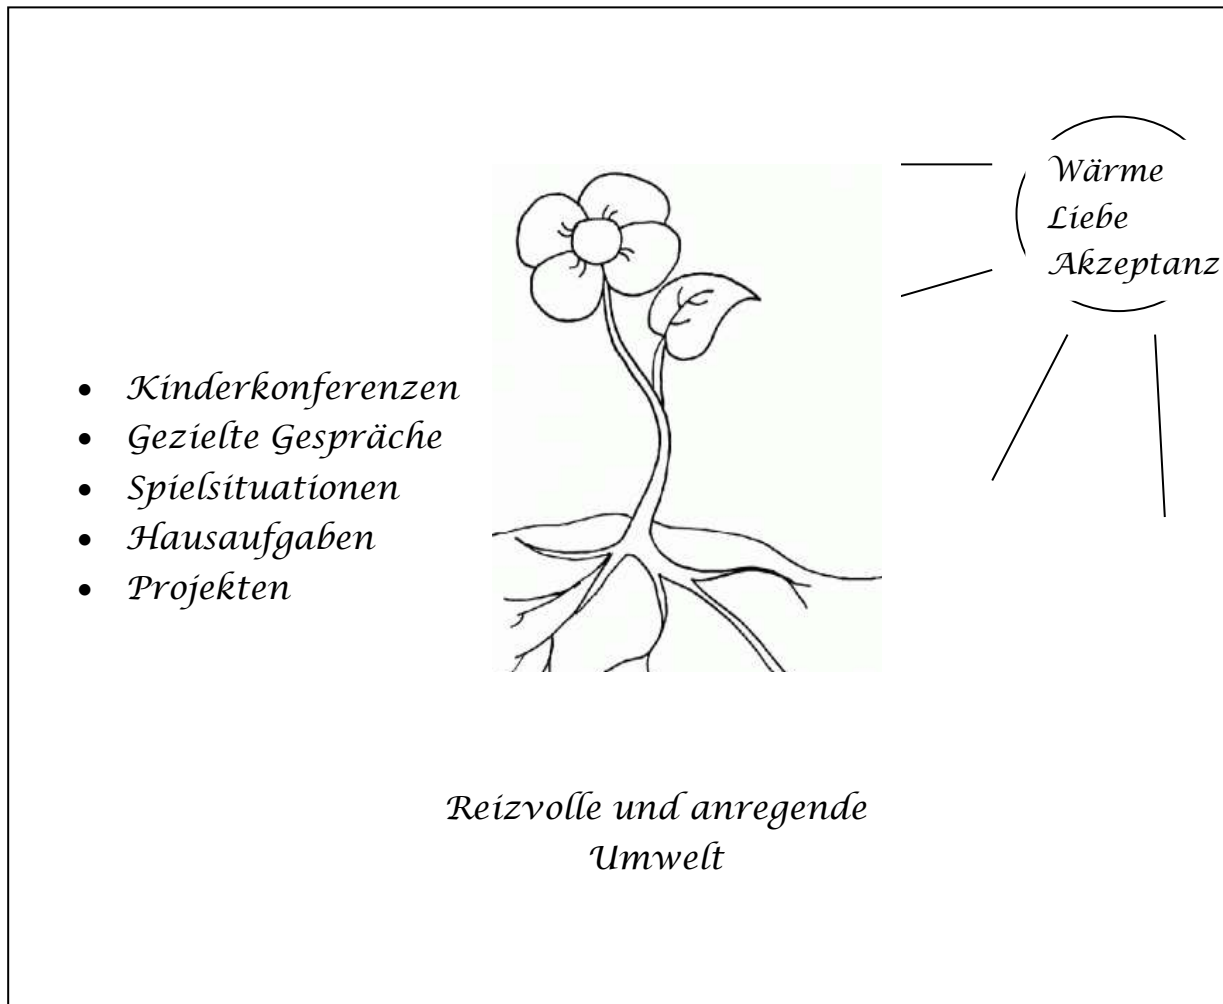 Wärme
Liebe
Akzeptanz
• Kinderkonferenzen
• Gezielte Gespräche
• Spielsituationen
• Hausaufgaben
• Projekten
Reizvolle und anregende
Umwelt